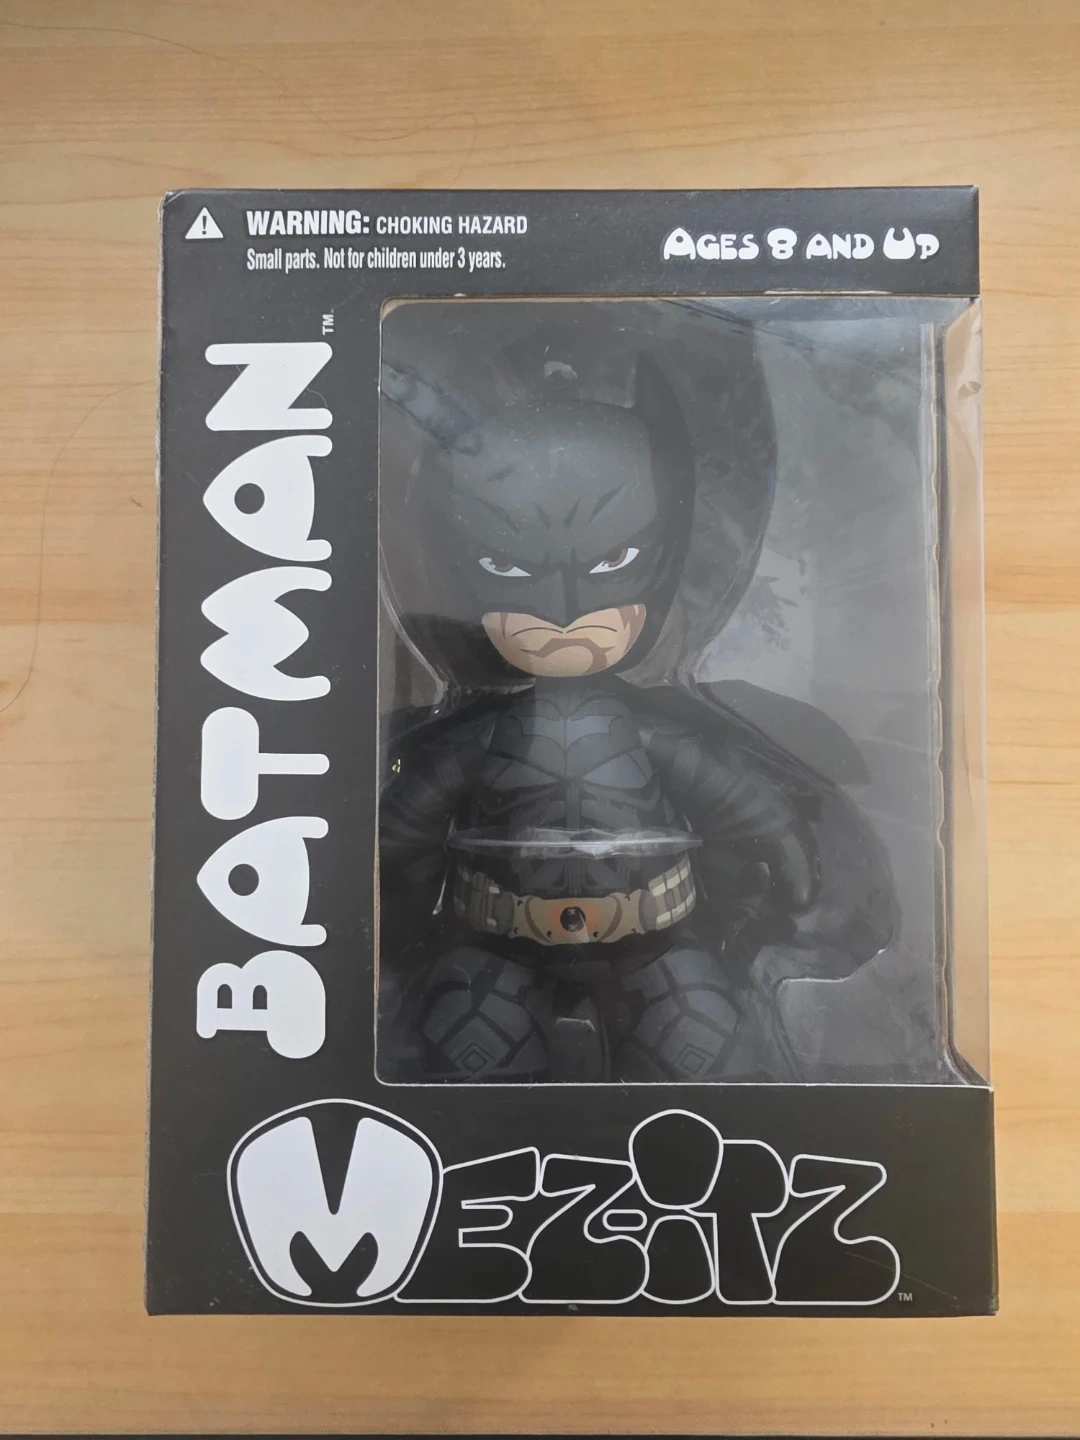 WARNING: CHOKING HAZARD
Small parts. Not for children under 3 years.
AGES 8 AND UP
BATMAN™
MEZ-ITZ™